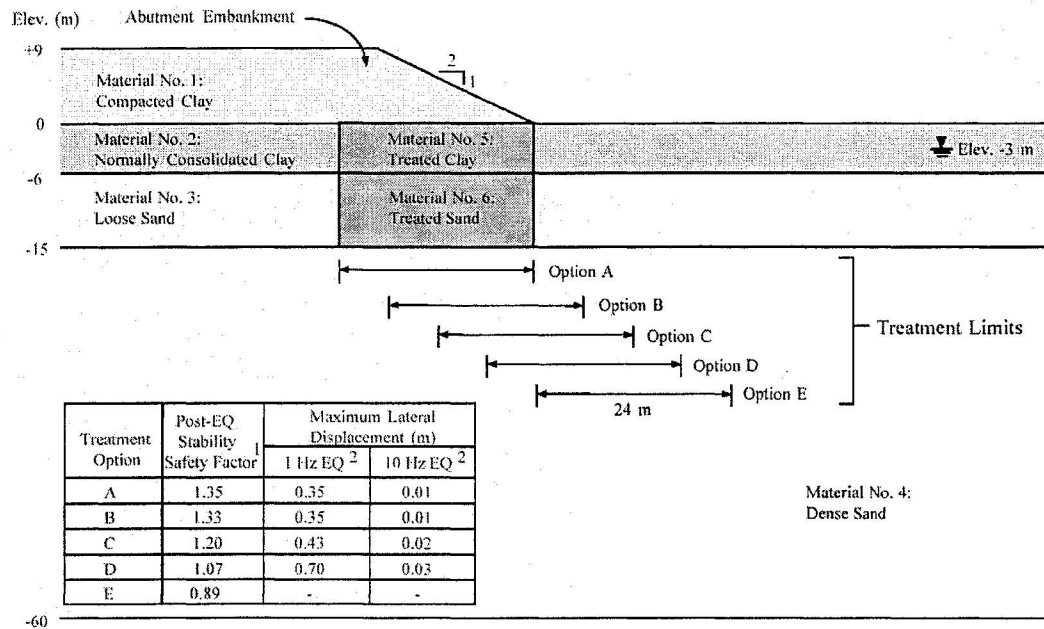 Elev. (m)
Abutment Embankment
+9
2
1
Material No. 1:
Compacted Clay
0
Material No. 2:
Normally Consolidated Clay
Material No. 5:
Treated Clay
Elev. -3 m
-6
Material No. 3:
Loose Sand
Material No. 6:
Treated Sand
-15
Option A
Option B
Option C
Option D
Option E
24 m
Treatment Limits
Treatment Option | Post-EQ Stability Safety Factor 1 | Maximum Lateral Displacement (m)
1 Hz EQ 2 | 10 Hz EQ 2
A | 1.35 | 0.35 | 0.01
B | 1.33 | 0.35 | 0.01
C | 1.20 | 0.43 | 0.02
D | 1.07 | 0.70 | 0.03
E | 0.89 | - | -
Material No. 4:
Dense Sand
-60